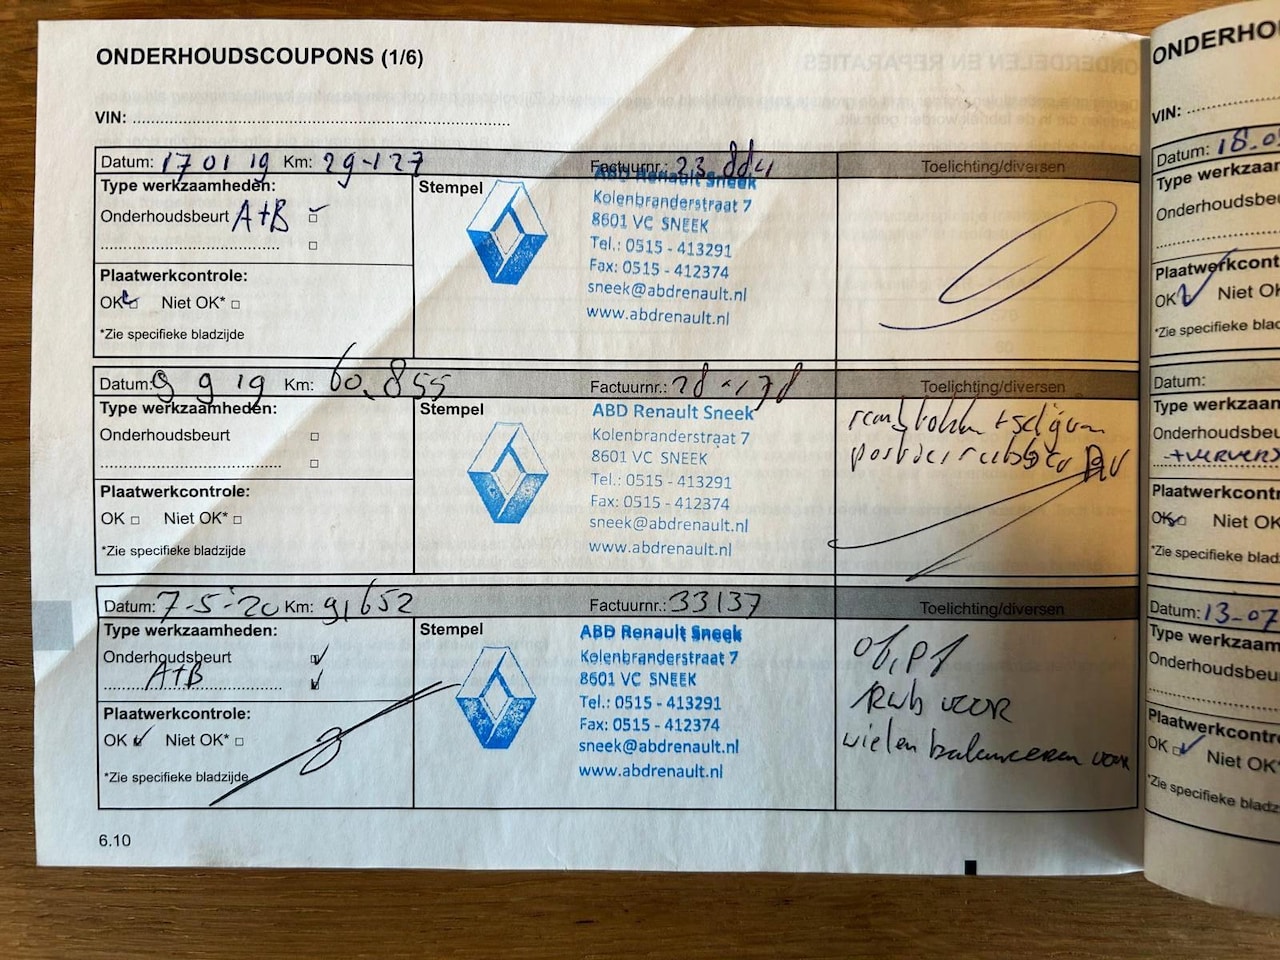 ONDERHOUDSCOUPONS (1/6)
VIN:
Datum: 17 01 19 Km: 29-127 Factuurnr.: 23.884 Toelichting/diversen
Type werkzaamheden:
Onderhoudsbeurt A+B
Plaatwerkcontrole:
OK Niet OK*
*Zie specifieke bladzijde
Stempel
ABD Renault Sneek
Kolenbranderstraat 7
8601 VC SNEEK
Tel.: 0515 - 413291
Fax: 0515 - 412374
sneek@abdrenault.nl
www.abdrenault.nl
Datum: 9 9 19 Km: 60.855 Factuurnr.: Toelichting/diversen
Type werkzaamheden:
Onderhoudsbeurt
Plaatwerkcontrole:
OK Niet OK*
*Zie specifieke bladzijde
Stempel
ABD Renault Sneek
Kolenbranderstraat 7
8601 VC SNEEK
Tel.: 0515 - 413291
Fax: 0515 - 412374
sneek@abdrenault.nl
www.abdrenault.nl
Datum: 7-5-20 Km: 91652 Factuurnr.: 33137 Toelichting/diversen
Type werkzaamheden:
Onderhoudsbeurt
A+B
Plaatwerkcontrole:
OK Niet OK*
*Zie specifieke bladzijde
Stempel
ABD Renault Sneek
Kolenbranderstraat 7
8601 VC SNEEK
Tel.: 0515 - 413291
Fax: 0515 - 412374
sneek@abdrenault.nl
www.abdrenault.nl
Of, Pf
Rwb voor
wielen balanceren voor
6.10
ONDERHOU
VIN:
Datum: 18.0
Type werkzaam
Onderhoudsbeu
Plaatwerkcont
OK Niet OK
*Zie specifieke
Datum:
Type werkzaam
Onderhoudsbeu
+VERVERS
Plaatwerkcontr
OK Niet OK
*Zie specifieke
Datum: 13-07
Type werkzaam
Onderhoudsbeu
Plaatwerkcontr
OK Niet OK*
*Zie specifieke bladz